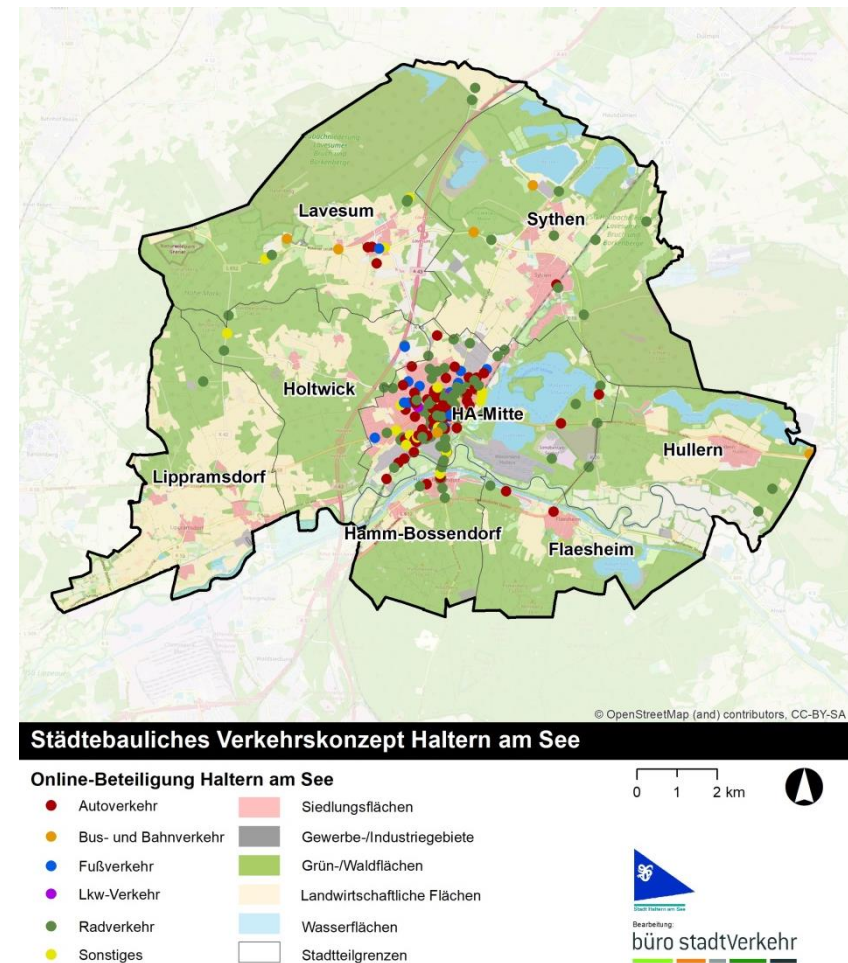 Lavesum
Sythen
Holtwick
HA-Mitte
Hullern
Lippramsdorf
Hamm-Bossendorf
Flaesheim
© OpenStreetMap (and) contributors, CC-BY-SA
Städtebauliches Verkehrskonzept Haltern am See
Online-Beteiligung Haltern am See
Autoverkehr
Bus- und Bahnverkehr
Fußverkehr
Lkw-Verkehr
Radverkehr
Sonstiges
Siedlungsflächen
Gewerbe-/Industriegebiete
Grün-/Waldflächen
Landwirtschaftliche Flächen
Wasserflächen
Stadtteilgrenzen
0 1 2 km
Stadt Haltern am See
Bearbeitung:
büro stadtVerkehr